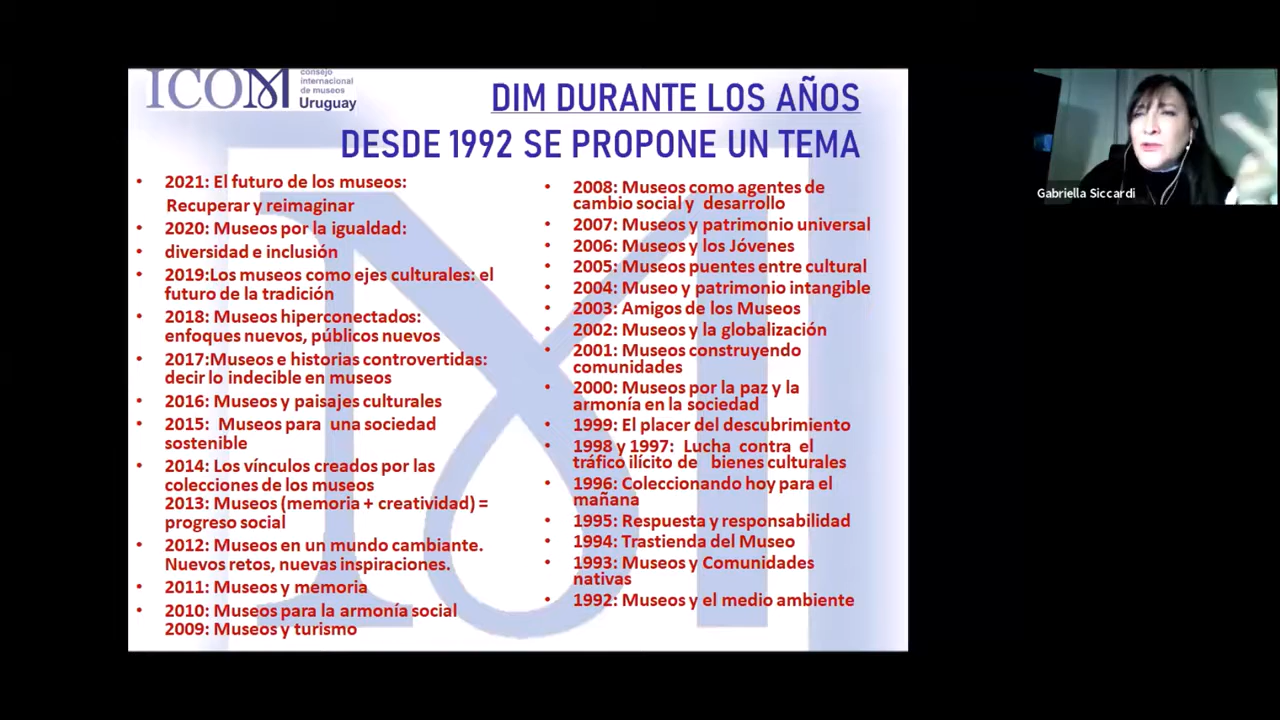 ICOM
consejo
internacional
de museos
Uruguay
DIM DURANTE LOS AÑOS
DESDE 1992 SE PROPONE UN TEMA
• 2021: El futuro de los museos:
Recuperar y reimaginar
• 2020: Museos por la igualdad:
• diversidad e inclusión
• 2019:Los museos como ejes culturales: el
futuro de la tradición
• 2018: Museos hiperconectados:
enfoques nuevos, públicos nuevos
• 2017:Museos e historias controvertidas:
decir lo indecible en museos
• 2016: Museos y paisajes culturales
• 2015: Museos para una sociedad
sostenible
• 2014: Los vínculos creados por las
colecciones de los museos
2013: Museos (memoria + creatividad) =
progreso social
• 2012: Museos en un mundo cambiante.
Nuevos retos, nuevas inspiraciones.
• 2011: Museos y memoria
• 2010: Museos para la armonía social
2009: Museos y turismo
• 2008: Museos como agentes de
cambio social y desarrollo
• 2007: Museos y patrimonio universal
• 2006: Museos y los Jóvenes
• 2005: Museos puentes entre cultural
• 2004: Museo y patrimonio intangible
• 2003: Amigos de los Museos
• 2002: Museos y la globalización
• 2001: Museos construyendo
comunidades
• 2000: Museos por la paz y la
armonía en la sociedad
• 1999: El placer del descubrimiento
• 1998 y 1997: Lucha contra el
tráfico ilícito de bienes culturales
• 1996: Coleccionando hoy para el
mañana
• 1995: Respuesta y responsabilidad
• 1994: Trastienda del Museo
• 1993: Museos y Comunidades
nativas
• 1992: Museos y el medio ambiente
Gabriella Siccardi